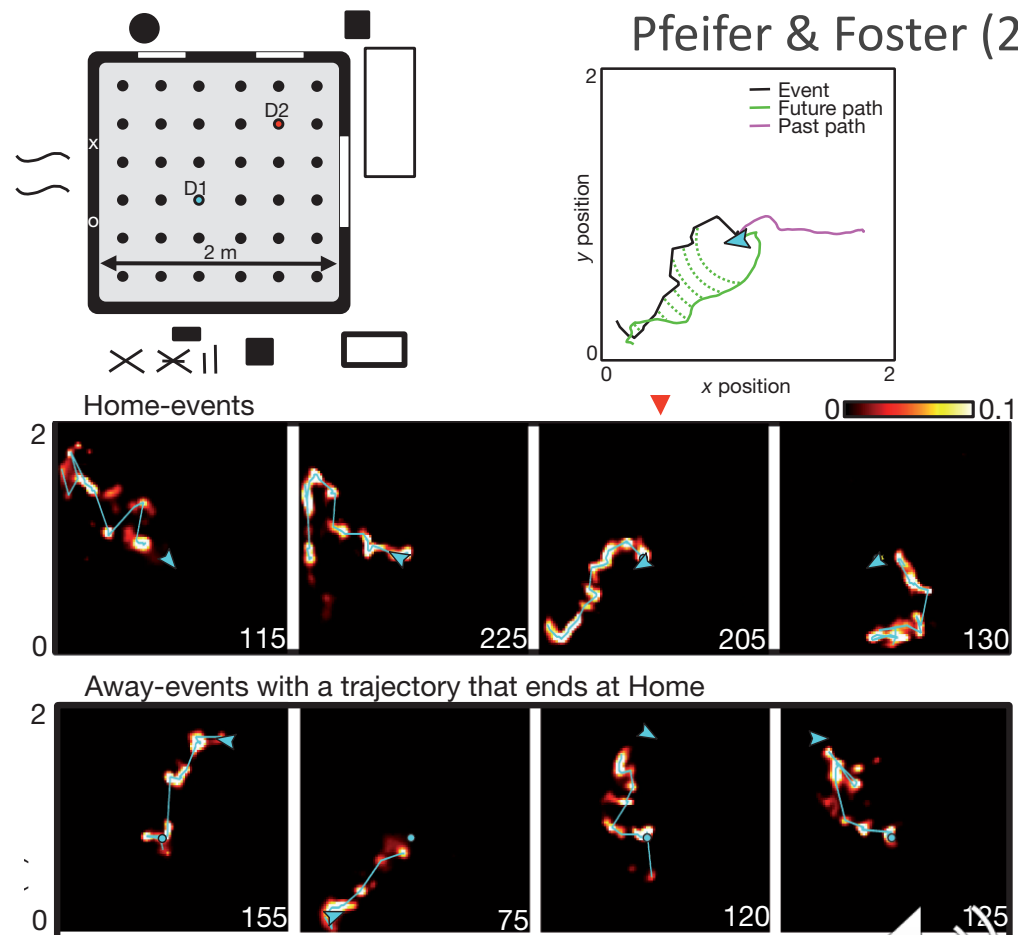 Pfeifer & Foster (2
D2
x
D1
o
2 m
2
Event
Future path
Past path
y position
0
0
2
x position
Home-events
0
0.1
2
0
115
225
205
130
Away-events with a trajectory that ends at Home
2
0
155
75
120
125